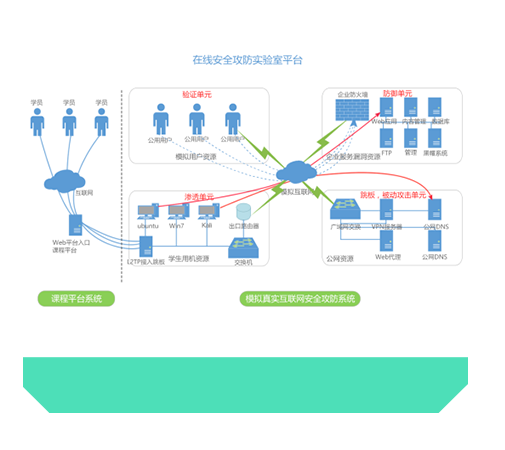 在线安全攻防实验室平台
学员
学员
学员
互联网
Web平台入口
课程平台
验证单元
公用用户
公用用户
公用用户
模拟用户资源
防御单元
企业防火墙
Web应用
内容管理
数据库
FTP
管理
黑耀系统
企业服务漏洞资源
模拟互联网
渗透单元
ubuntu
Win7
Kali
出口路由器
L2TP接入跳板
学生用机资源
交换机
跳板，被动攻击单元
广域网交换
VPN服务器
公网DNS
Web代理
公网DNS
公网资源
课程平台系统
模拟真实互联网安全攻防系统